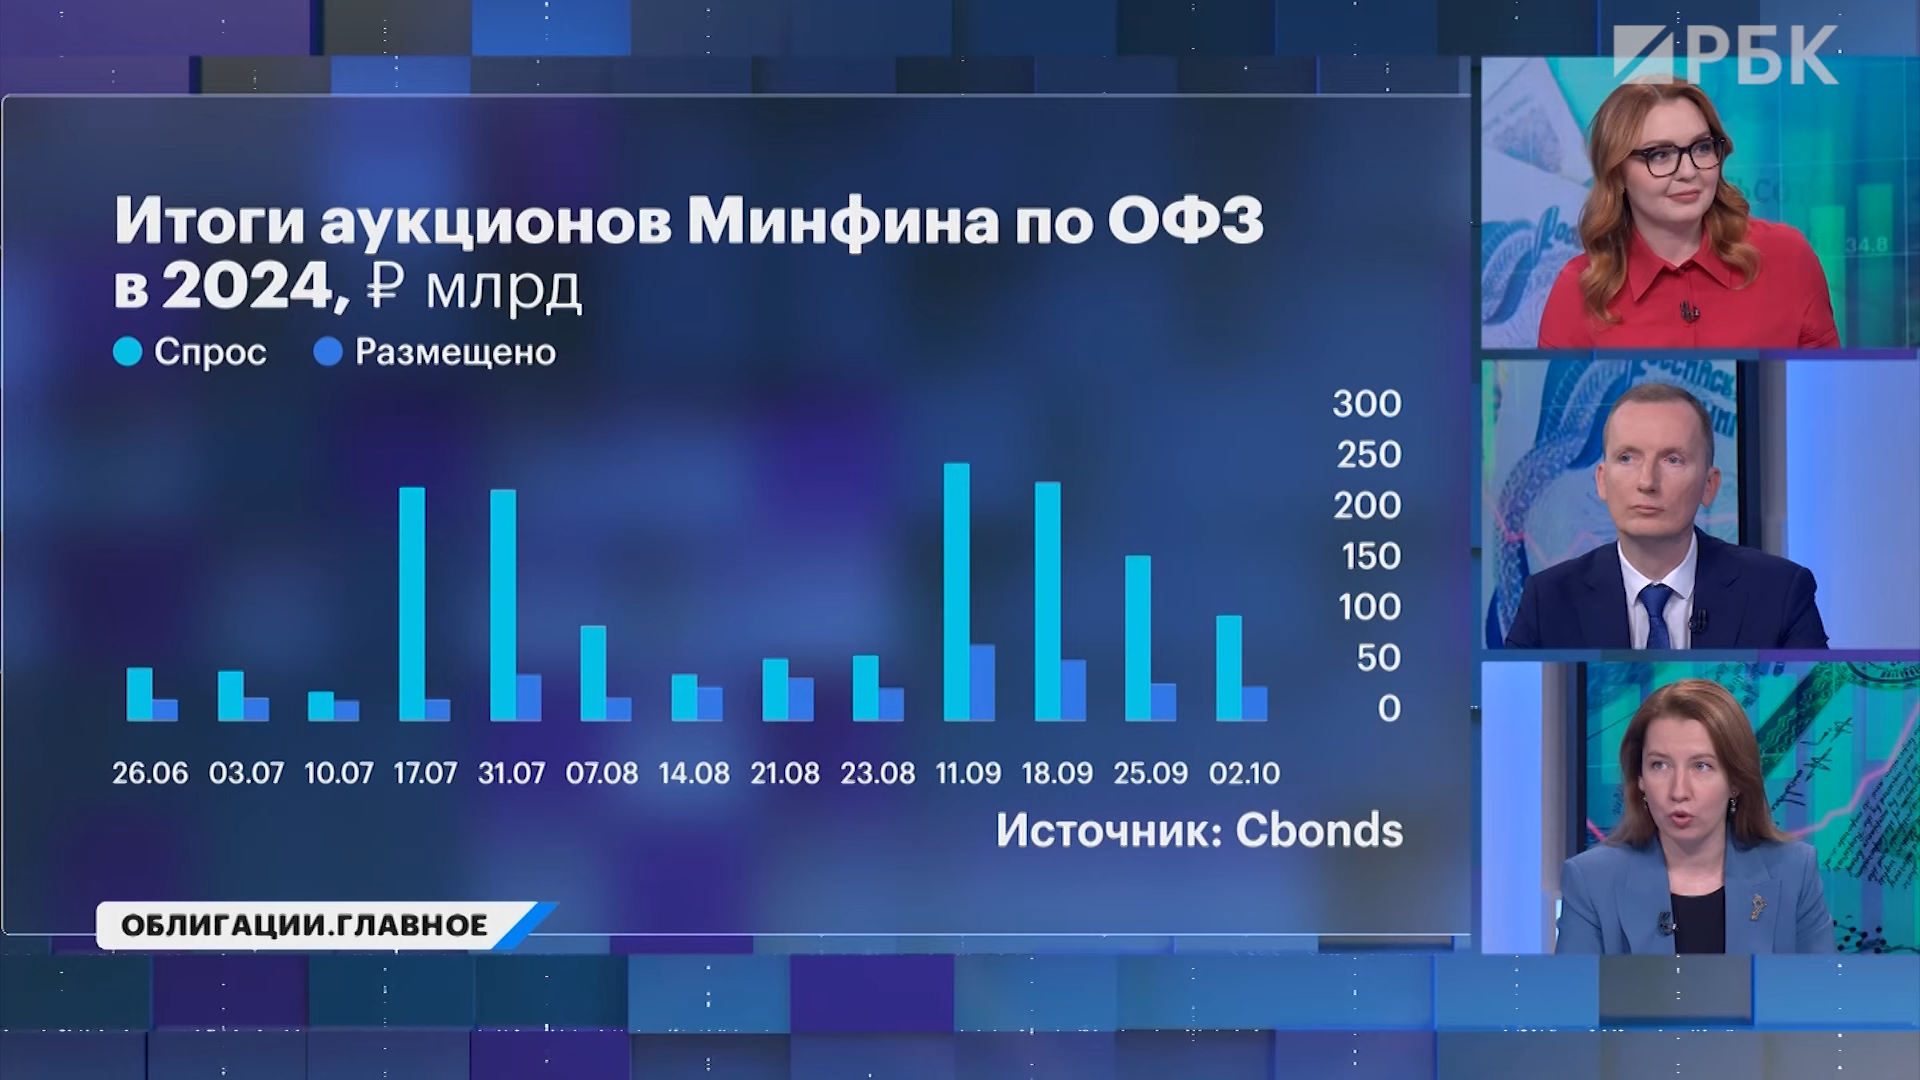 РБК
Итоги аукционов Минфина по ОФЗ
в 2024, ₽ млрд
Спрос Размещено
300
250
200
150
100
50
0
26.06 03.07 10.07 17.07 31.07 07.08 14.08 21.08 23.08 11.09 18.09 25.09 02.10
Источник: Cbonds
ОБЛИГАЦИИ.ГЛАВНОЕ
34.8